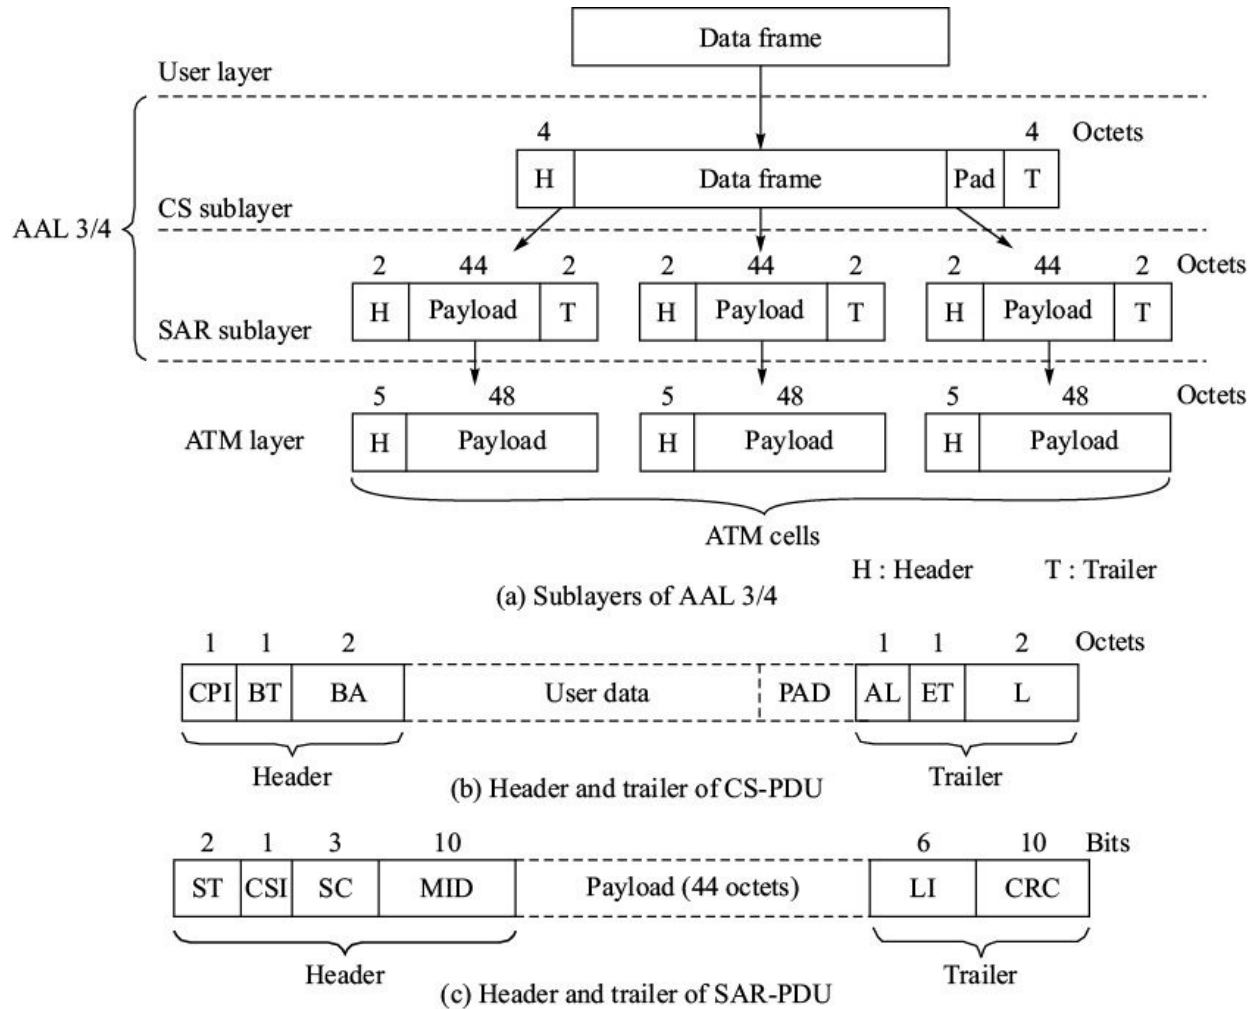 Data frame
User layer
4 4 Octets
H Data frame Pad T
CS sublayer
AAL 3/4
2 44 2 2 44 2 2 44 2 Octets
H Payload T H Payload T H Payload T
SAR sublayer
5 48 5 48 5 48 Octets
ATM layer H Payload H Payload H Payload
ATM cells
H : Header T : Trailer
(a) Sublayers of AAL 3/4
1 1 2 1 1 2 Octets
CPI BT BA User data PAD AL ET L
Header Trailer
(b) Header and trailer of CS-PDU
2 1 3 10 6 10 Bits
ST CSI SC MID Payload (44 octets) LI CRC
Header Trailer
(c) Header and trailer of SAR-PDU